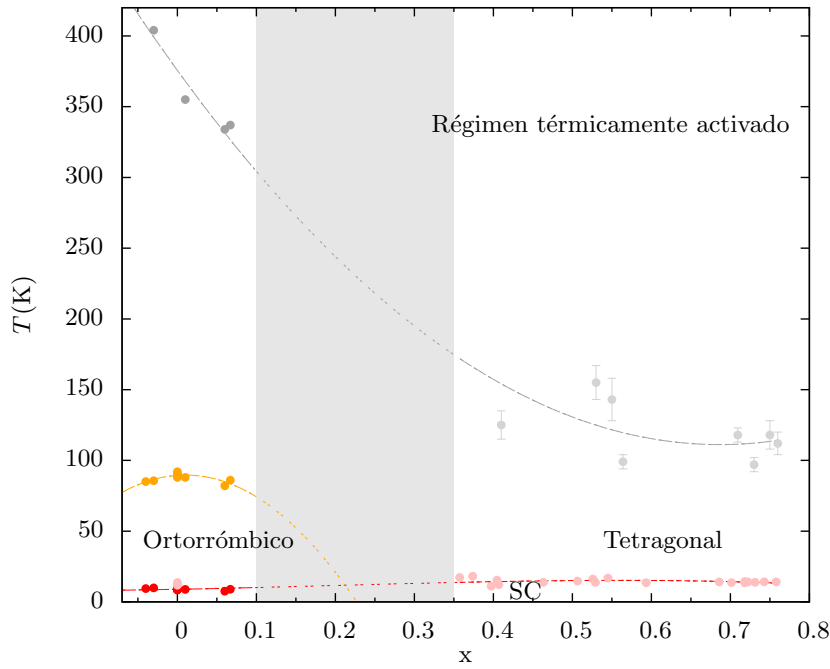 400
350
300
250
200
150
100
50
0
T(K)
Régimen térmicamente activado
Ortorrómbico
Tetragonal
SC
0 0.1 0.2 0.3 0.4 0.5 0.6 0.7 0.8
x